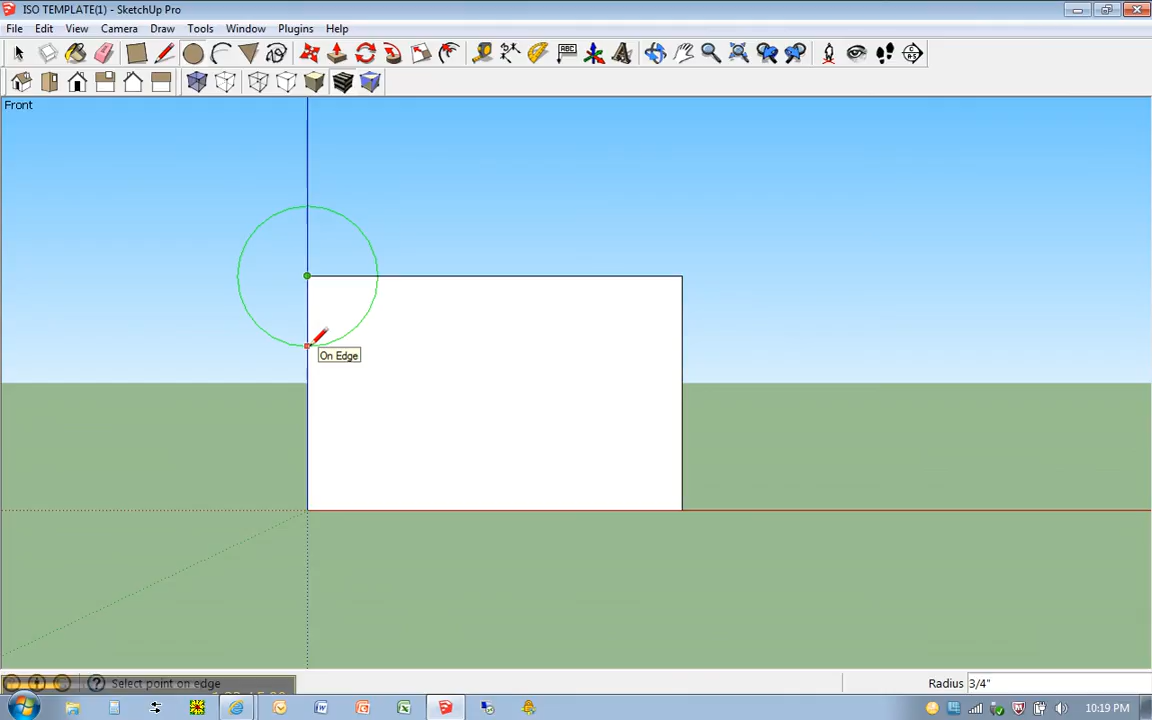 ISO TEMPLATE(1) - SketchUp Pro
File Edit View Camera Draw Tools Window Plugins Help
Front
On Edge
Select point on edge
Radius 3/4"
10:19 PM